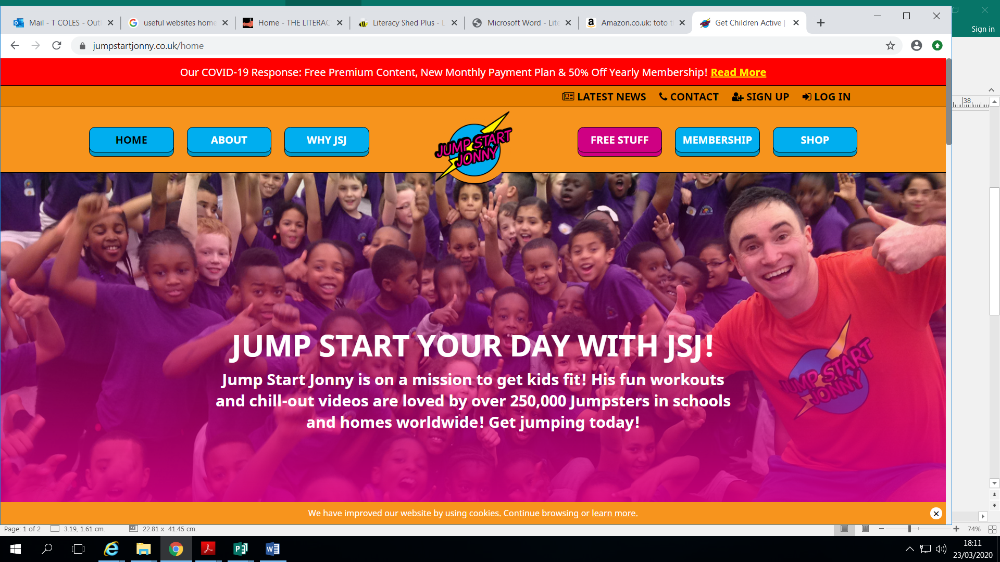 Sign in
Mail - T COLES - Outl
useful websites home
Home - THE LITERAC
Literacy Shed Plus - L
Microsoft Word - Lite
Amazon.co.uk: toto t
Get Children Active |
jumpstartjonny.co.uk/home
Our COVID-19 Response: Free Premium Content, New Monthly Payment Plan & 50% Off Yearly Membership! Read More
LATEST NEWS CONTACT SIGN UP LOG IN
38
HOME ABOUT WHY JSJ
JUMP START
JONNY
FREE STUFF MEMBERSHIP SHOP
JUMP START YOUR DAY WITH JSJ!
Jump Start Jonny is on a mission to get kids fit! His fun workouts
and chill-out videos are loved by over 250,000 Jumpsters in schools
and homes worldwide! Get jumping today!
JUMP START
JONNY
We have improved our website by using cookies. Continue browsing or learn more.
Page: 1 of 2 3.19, 1.61 cm. 22.81 x 41.45 cm.
74%
18:11
23/03/2020